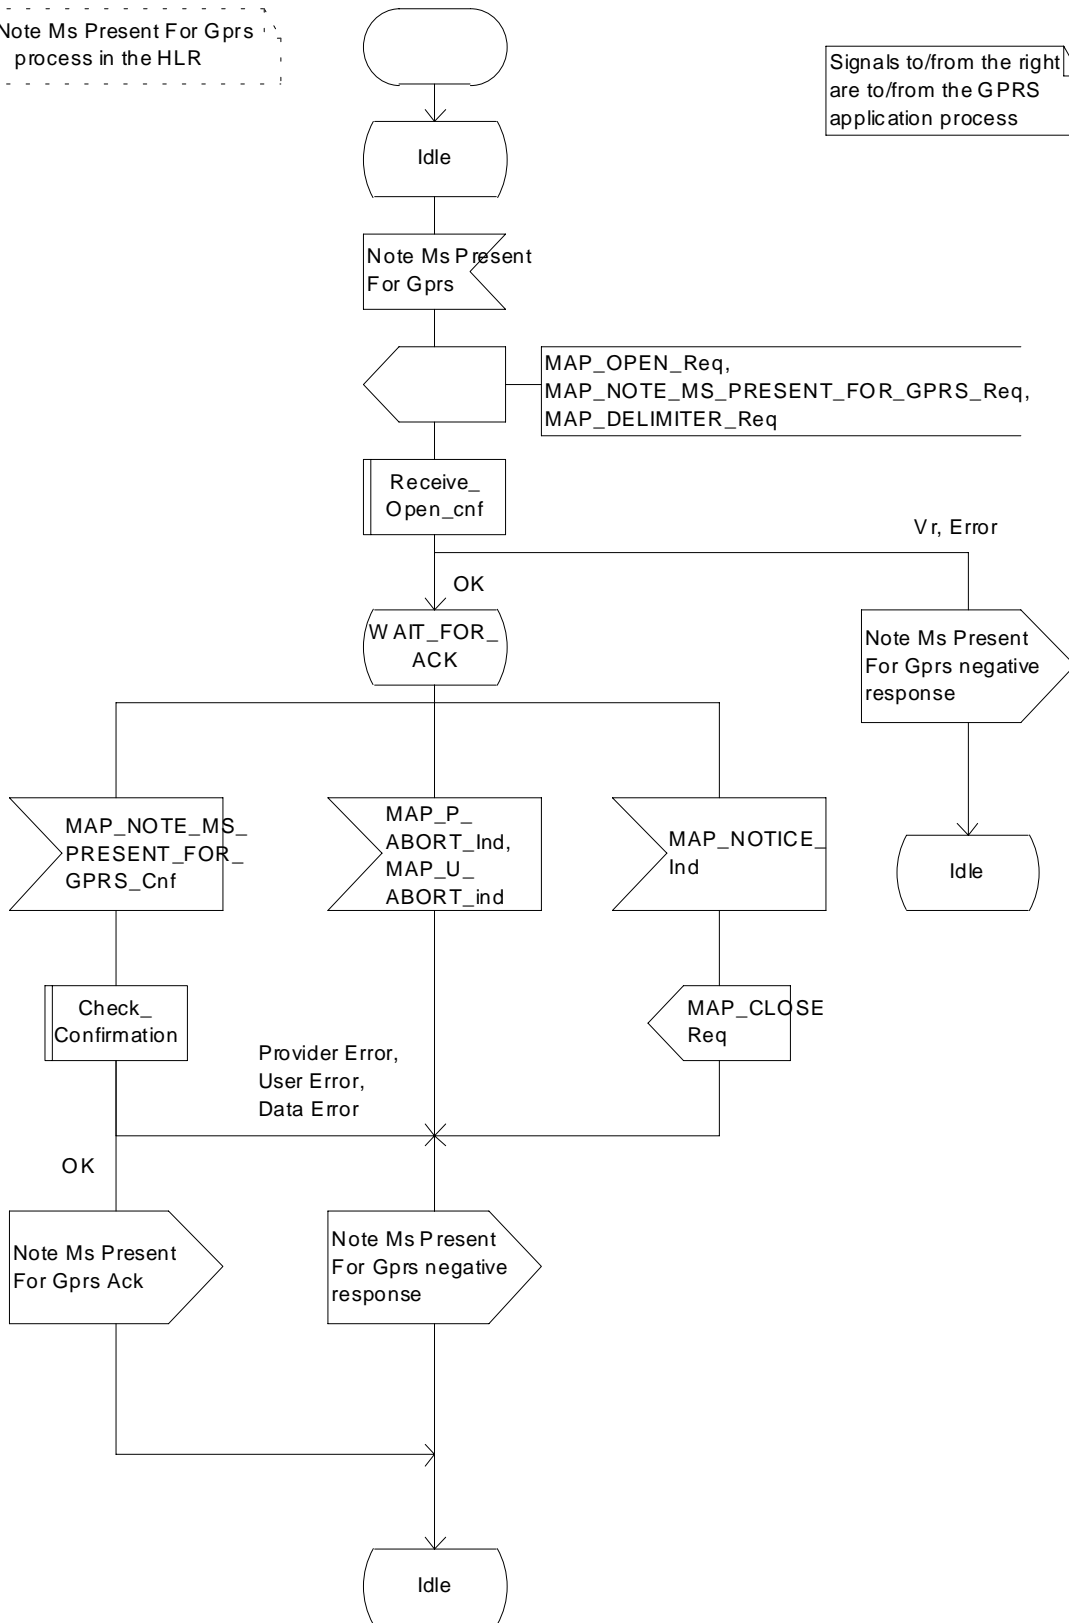 Note Ms Present For Gprs
process in the HLR
Signals to/from the right
are to/from the GPRS
application process
Idle
Note Ms Present
For Gprs
MAP_OPEN_Req,
MAP_NOTE_MS_PRESENT_FOR_GPRS_Req,
MAP_DELIMITER_Req
Receive_
Open_cnf
Vr, Error
OK
WAIT_FOR_
ACK
Note Ms Present
For Gprs negative
response
MAP_NOTE_MS_
PRESENT_FOR_
GPRS_Cnf
MAP_P_
ABORT_Ind,
MAP_U_
ABORT_ind
MAP_NOTICE_
Ind
Idle
Check_
Confirmation
MAP_CLOSE
Req
Provider Error,
User Error,
Data Error
OK
Note Ms Present
For Gprs Ack
Note Ms Present
For Gprs negative
response
Idle